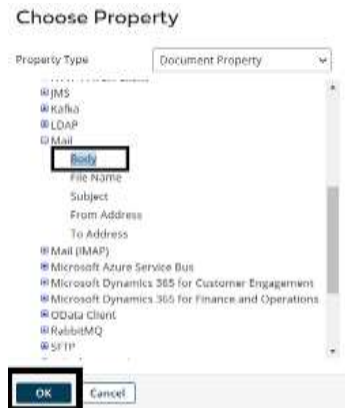 Choose Property
Property Type Document Property
JMS
Kafka
LDAP
Mail
Body
File Name
Subject
From Address
To Address
Mail (IMAP)
Microsoft Azure Service Bus
Microsoft Dynamics 365 for Customer Engagement
Microsoft Dynamics 365 for Finance and Operations
OData Client
RabbitMQ
SFTP
OK Cancel